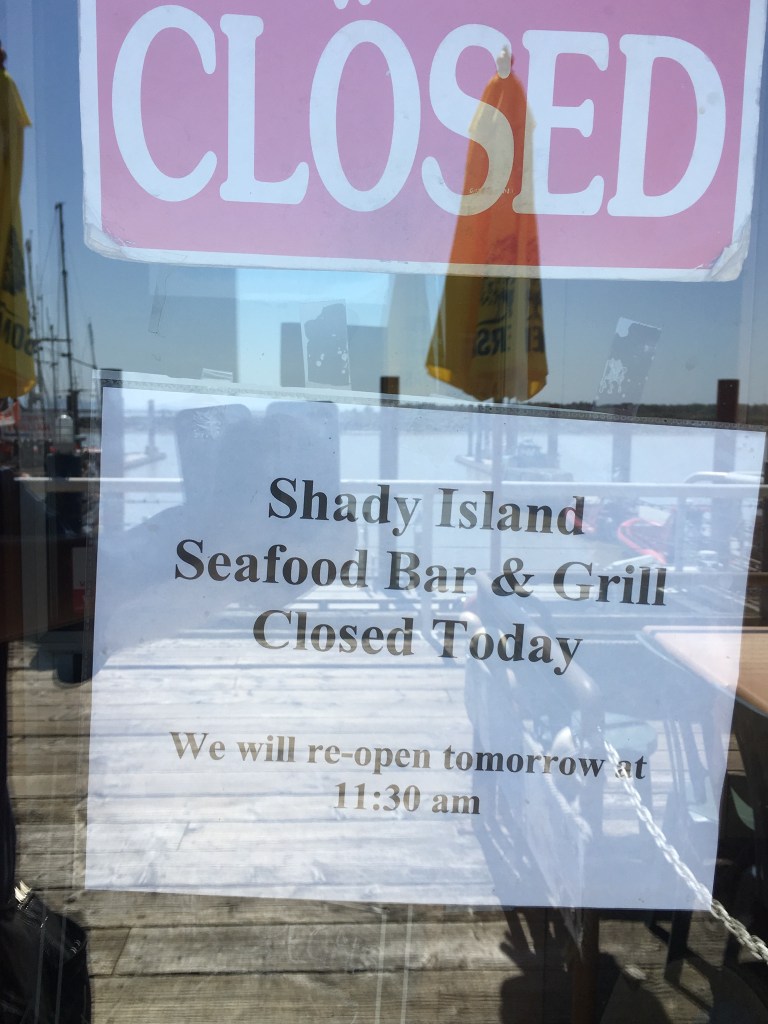 CLOSED
Shady Island
Seafood Bar & Grill
Closed Today
We will re-open tomorrow at
11:30 am